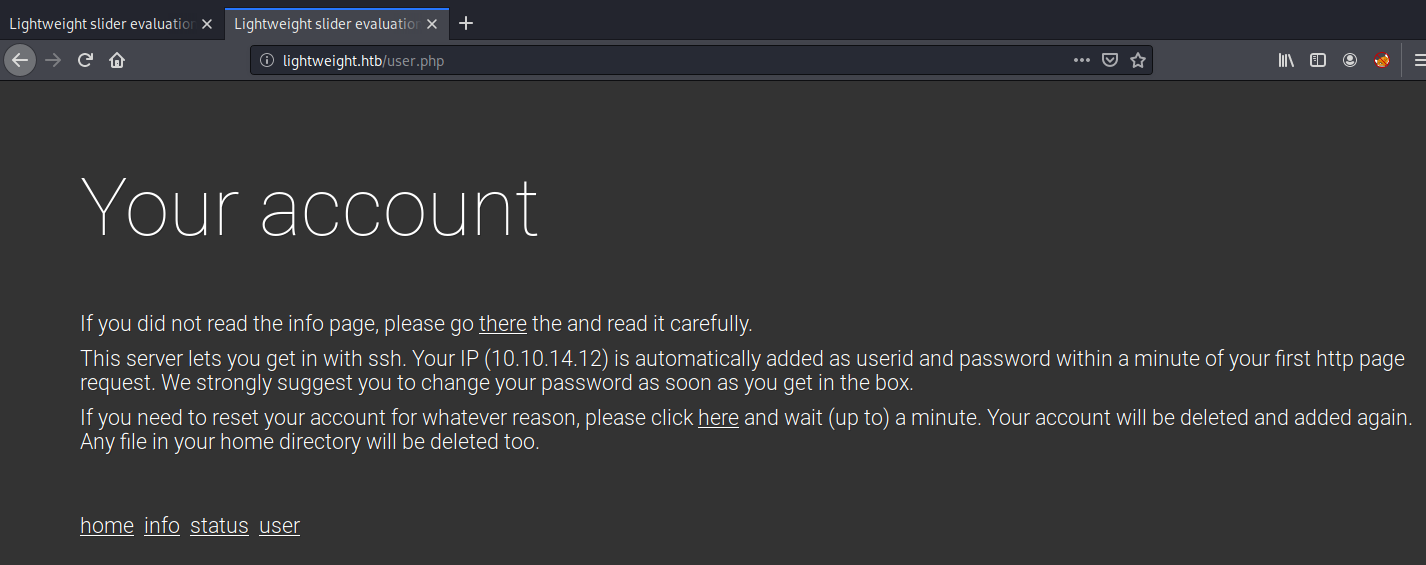 Lightweight slider evaluation
Lightweight slider evaluation
lightweight.htb/user.php
Your account
If you did not read the info page, please go there the and read it carefully.
This server lets you get in with ssh. Your IP (10.10.14.12) is automatically added as userid and password within a minute of your first http page
request. We strongly suggest you to change your password as soon as you get in the box.
If you need to reset your account for whatever reason, please click here and wait (up to) a minute. Your account will be deleted and added again.
Any file in your home directory will be deleted too.
home info status user